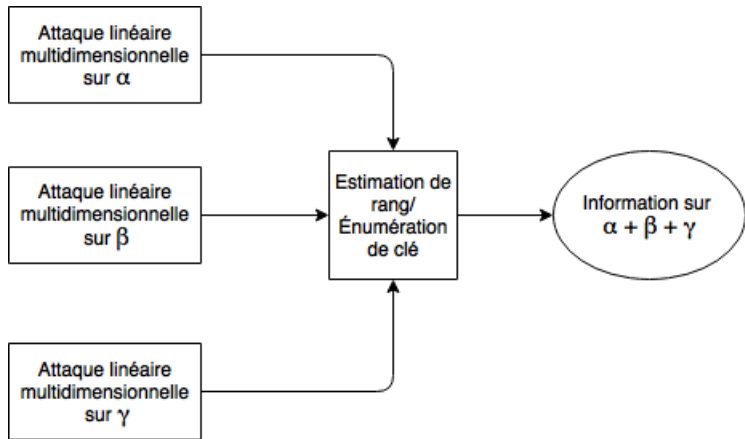 Attaque linéaire
multidimensionnelle
sur α
Attaque linéaire
multidimensionnelle
sur β
Estimation de
rang/
Énumération
de clé
Information sur
α + β + γ
Attaque linéaire
multidimensionnelle
sur γ